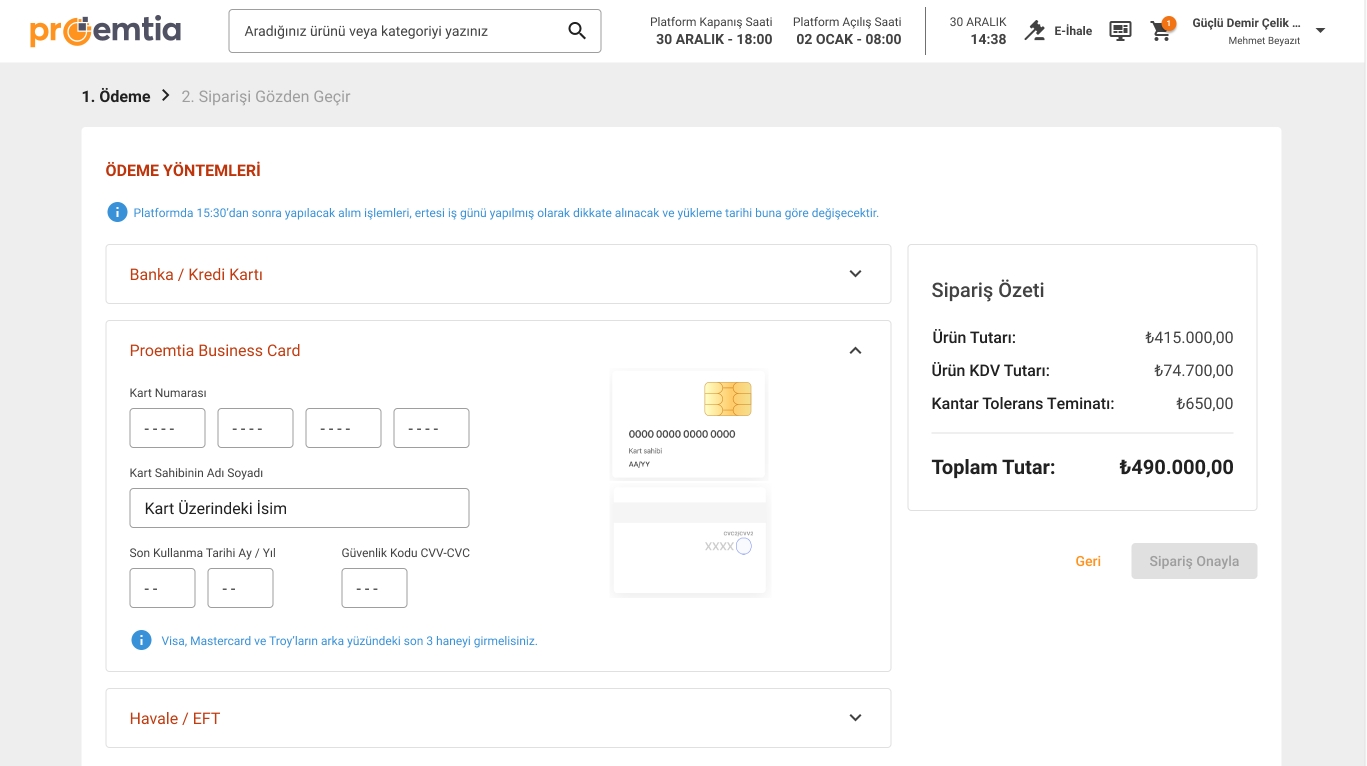 proemtia
Aradığınız ürünü veya kategoriyi yazınız
Platform Kapanış Saati
30 ARALIK - 18:00
Platform Açılış Saati
02 OCAK - 08:00
30 ARALIK
14:38
E-İhale
1
Güçlü Demir Çelik ...
Mehmet Beyazıt
1. Ödeme
2. Siparişi Gözden Geçir
ÖDEME YÖNTEMLERİ
Platformda 15:30’dan sonra yapılacak alım işlemleri, ertesi iş günü yapılmış olarak dikkate alınacak ve yükleme tarihi buna göre değişecektir.
Banka / Kredi Kartı
Proemtia Business Card
Kart Numarası
- - - - - - - - - - - - - - - -
Kart Sahibinin Adı Soyadı
Kart Üzerindeki İsim
Son Kullanma Tarihi Ay / Yıl
- - - -
Güvenlik Kodu CVV-CVC
- - -
0000 0000 0000 0000
Kart sahibi
AA/YY
CVC2/CVV2
XXXX
Visa, Mastercard ve Troy’ların arka yüzündeki son 3 haneyi girmelisiniz.
Havale / EFT
Sipariş Özeti
Ürün Tutarı: ₺415.000,00
Ürün KDV Tutarı: ₺74.700,00
Kantar Tolerans Teminatı: ₺650,00
Toplam Tutar: ₺490.000,00
Geri
Sipariş Onayla